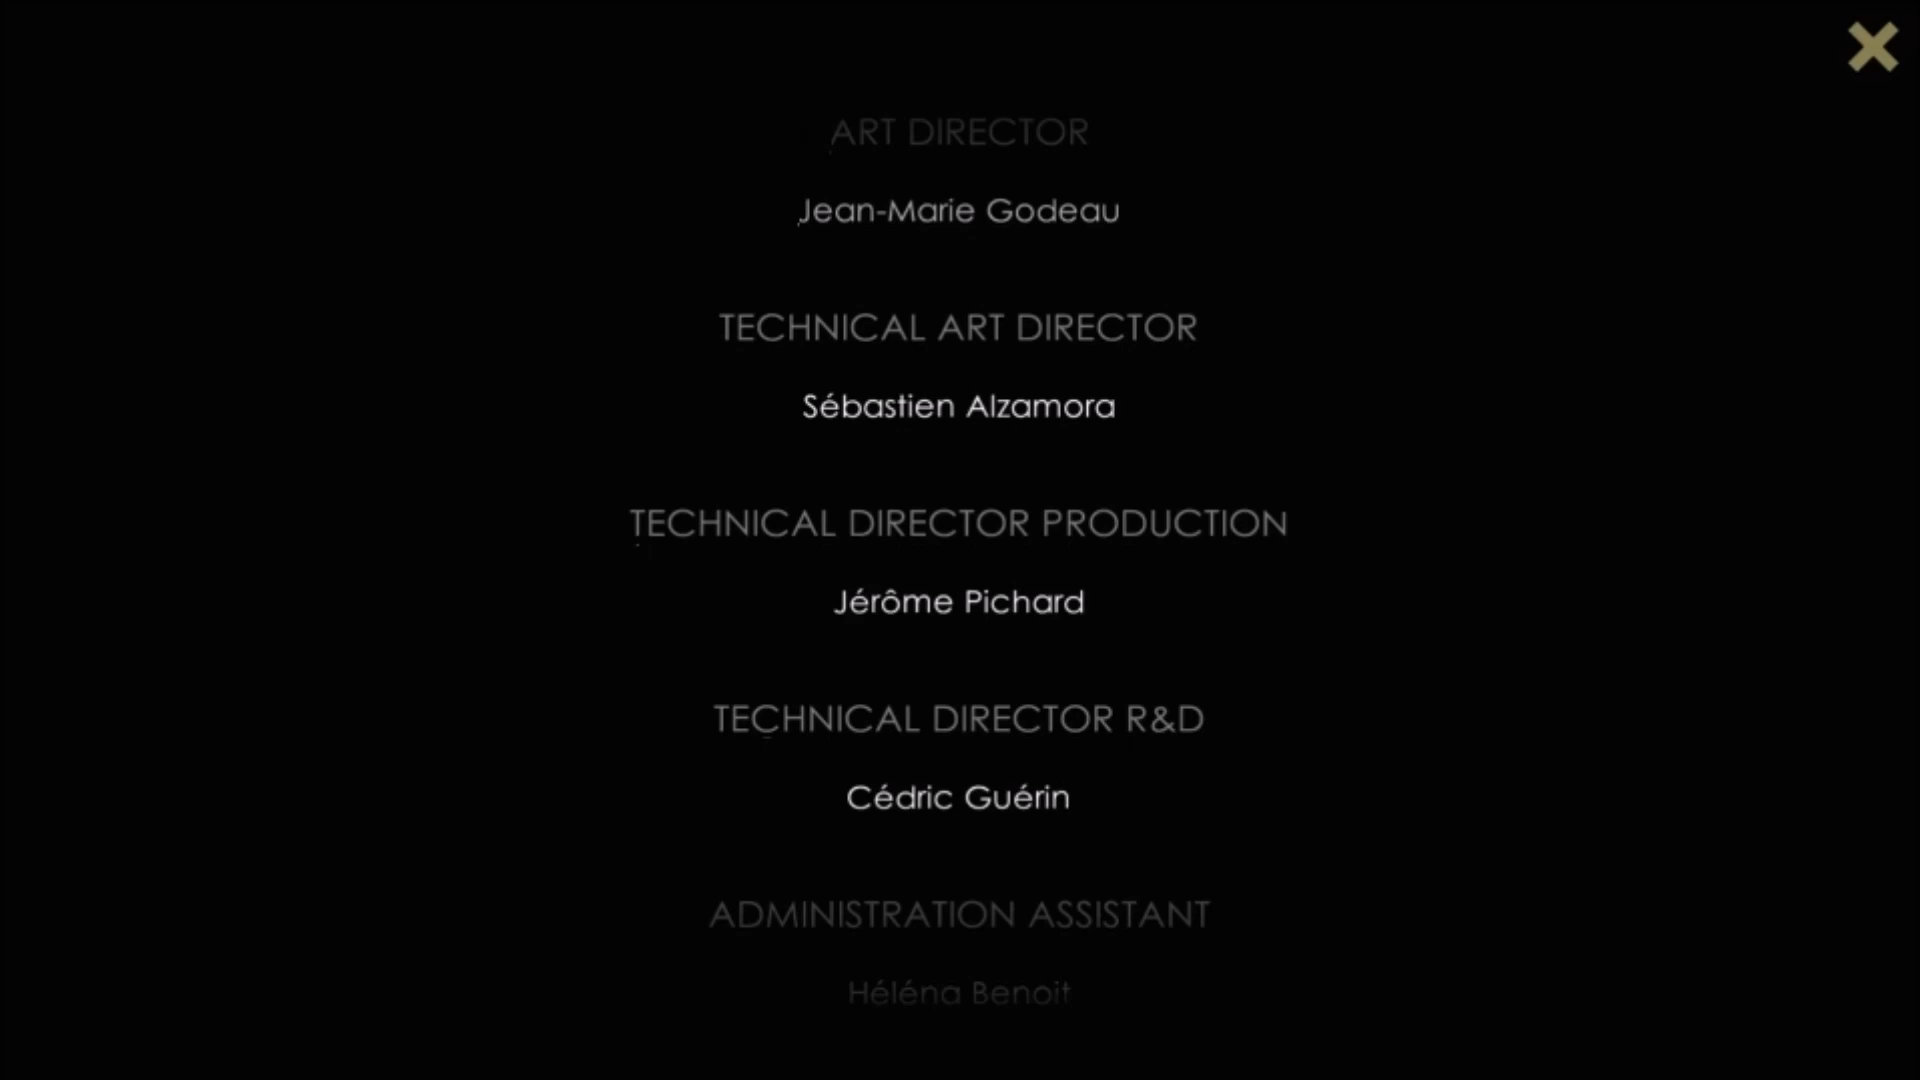 ART DIRECTOR
Jean-Marie Godeau
TECHNICAL ART DIRECTOR
Sébastien Alzamora
TECHNICAL DIRECTOR PRODUCTION
Jérôme Pichard
TECHNICAL DIRECTOR R&D
Cédric Guérin
ADMINISTRATION ASSISTANT
Héléna Benoit